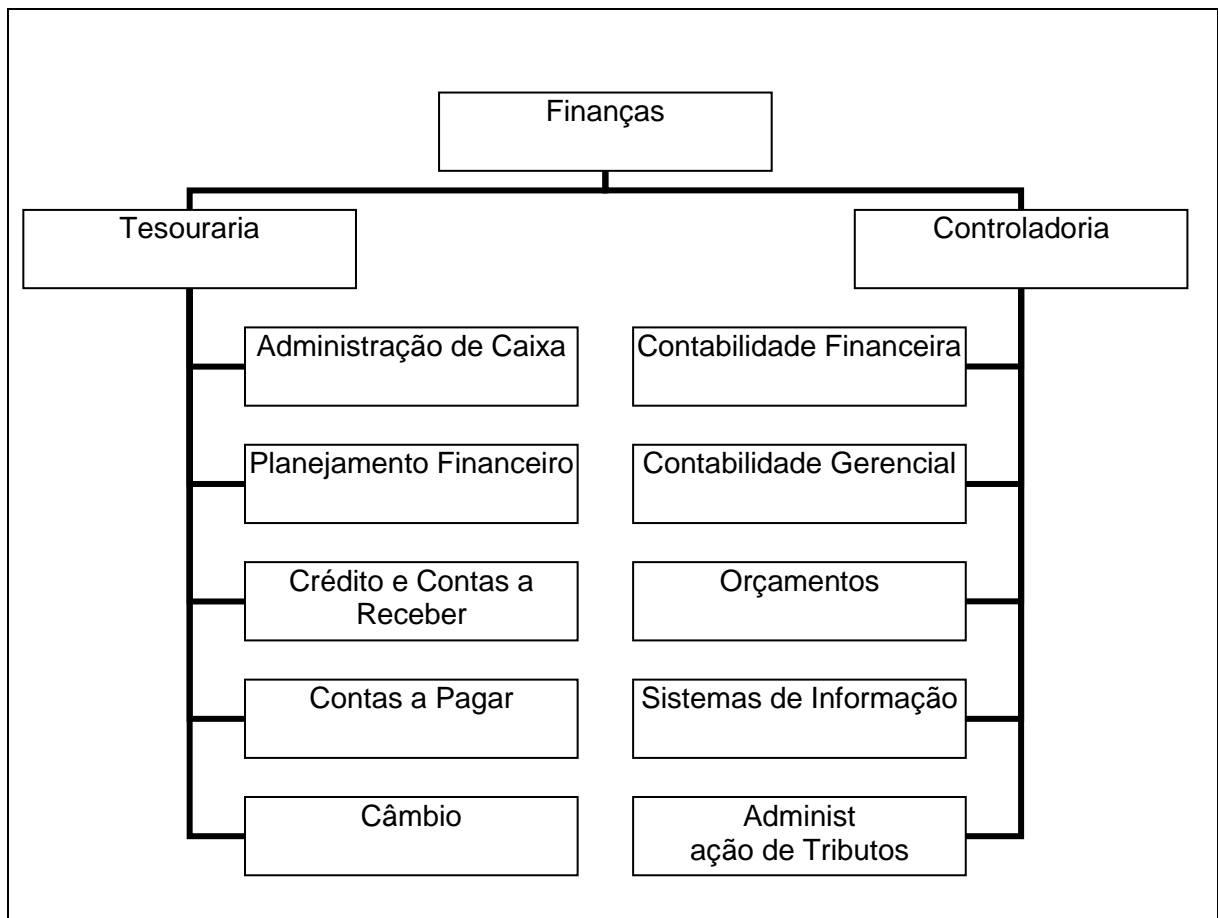 Finanças
Tesouraria
Controladoria
Administração de Caixa
Contabilidade Financeira
Planejamento Financeiro
Contabilidade Gerencial
Crédito e Contas a
Receber
Orçamentos
Contas a Pagar
Sistemas de Informação
Câmbio
Administ
ação de Tributos